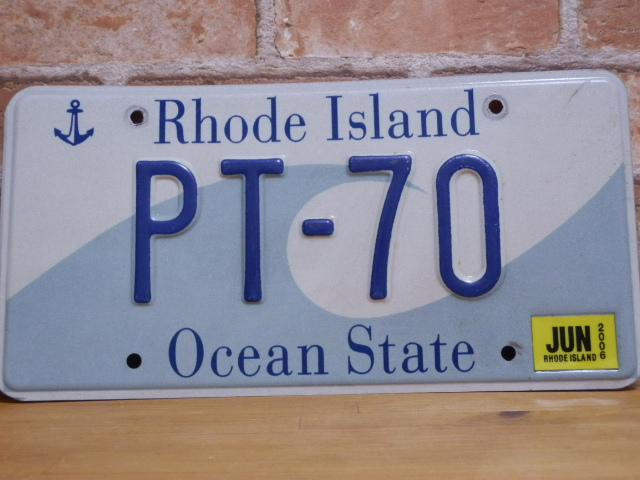 Rhode Island
PT-70
Ocean State
JUN 2006
RHODE ISLAND